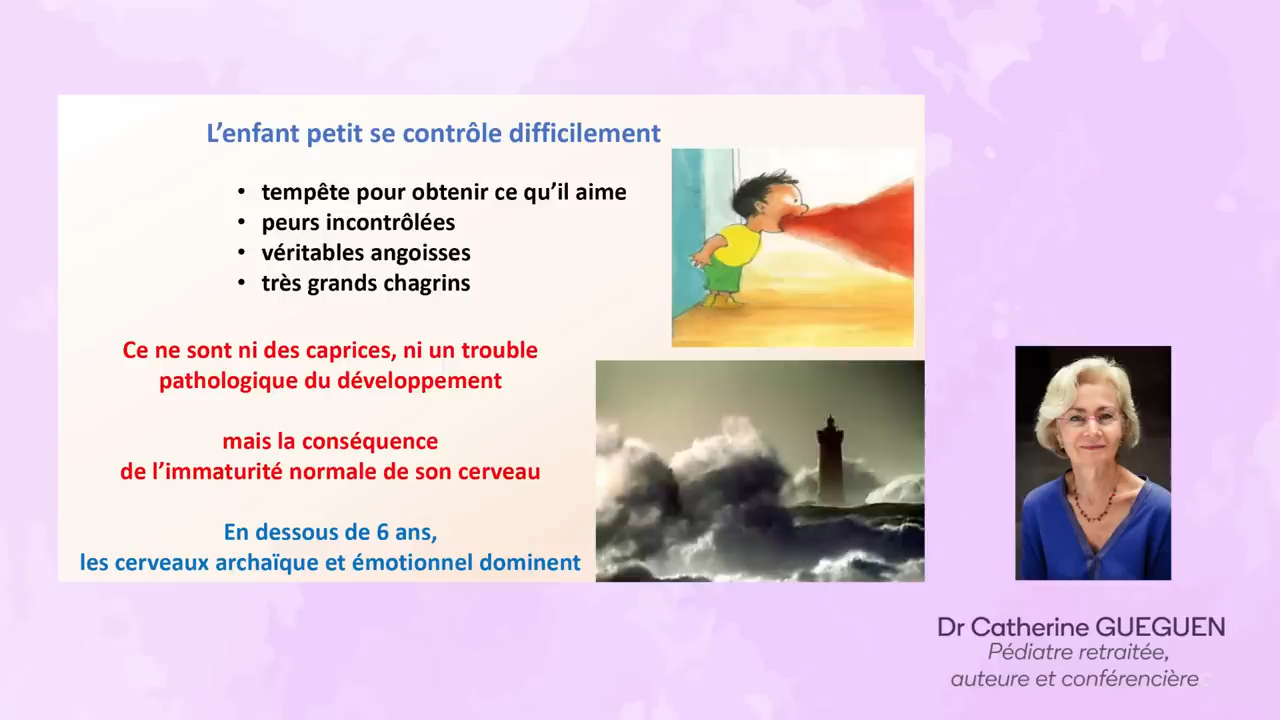 L’enfant petit se contrôle difficilement
• tempête pour obtenir ce qu’il aime
• peurs incontrôlées
• véritables angoisses
• très grands chagrins
Ce ne sont ni des caprices, ni un trouble
pathologique du développement
mais la conséquence
de l’immaturité normale de son cerveau
En dessous de 6 ans,
les cerveaux archaïque et émotionnel dominent
Dr Catherine GUEGUEN
Pédiatre retraitée,
auteure et conférencière